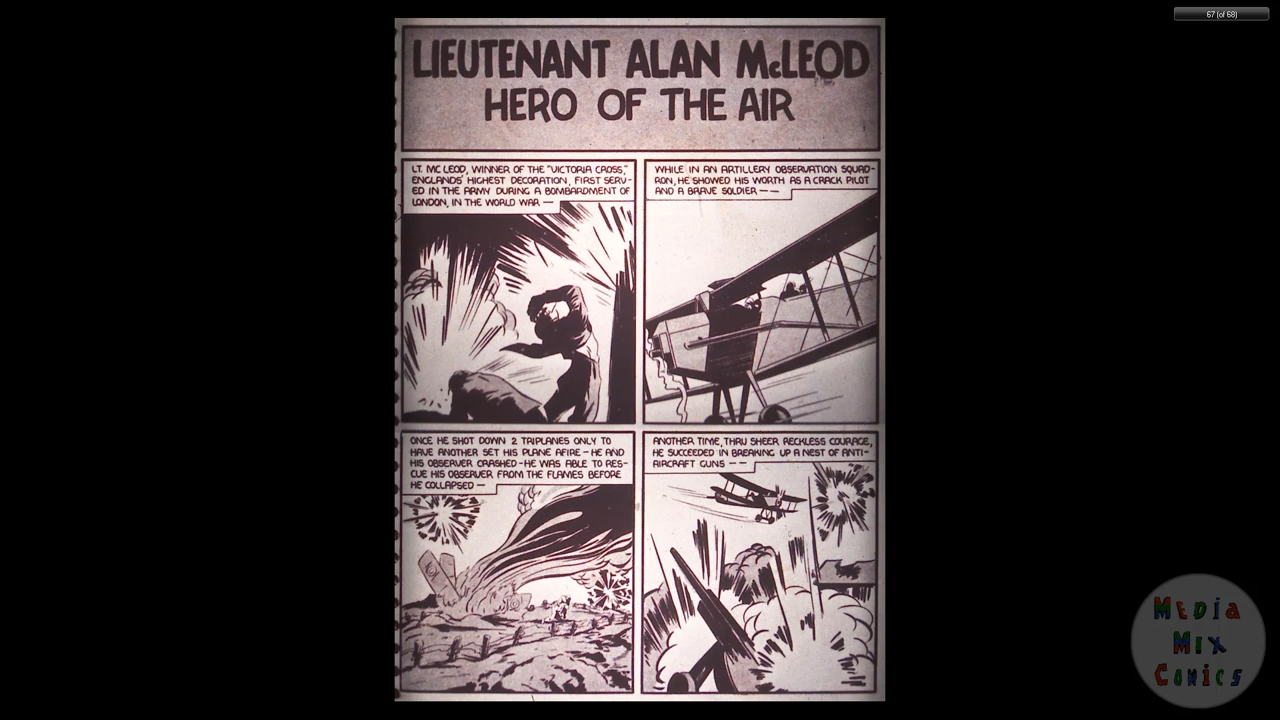 67 (of 68)
LIEUTENANT ALAN McLEOD
HERO OF THE AIR
LT. MC LEOD, WINNER OF THE "VICTORIA CROSS,"
ENGLANDS' HIGHEST DECORATION, FIRST SERV-
ED IN THE ARMY DURING A BOMBARDMENT OF
LONDON, IN THE WORLD WAR —
WHILE IN AN ARTILLERY OBSERVATION SQUAD-
RON, HE SHOWED HIS WORTH AS A CRACK PILOT
AND A BRAVE SOLDIER — —
ONCE HE SHOT DOWN 2 TRIPLANES ONLY TO
HAVE ANOTHER SET HIS PLANE AFIRE – HE AND
HIS OBSERVER CRASHED – HE WAS ABLE TO RES-
CUE HIS OBSERVER FROM THE FLAMES BEFORE
HE COLLAPSED —
ANOTHER TIME, THRU SHEER RECKLESS COURAGE,
HE SUCCEEDED IN BREAKING UP A NEST OF ANTI-
AIRCRAFT GUNS — —
MEDIA
MIX
COMICS